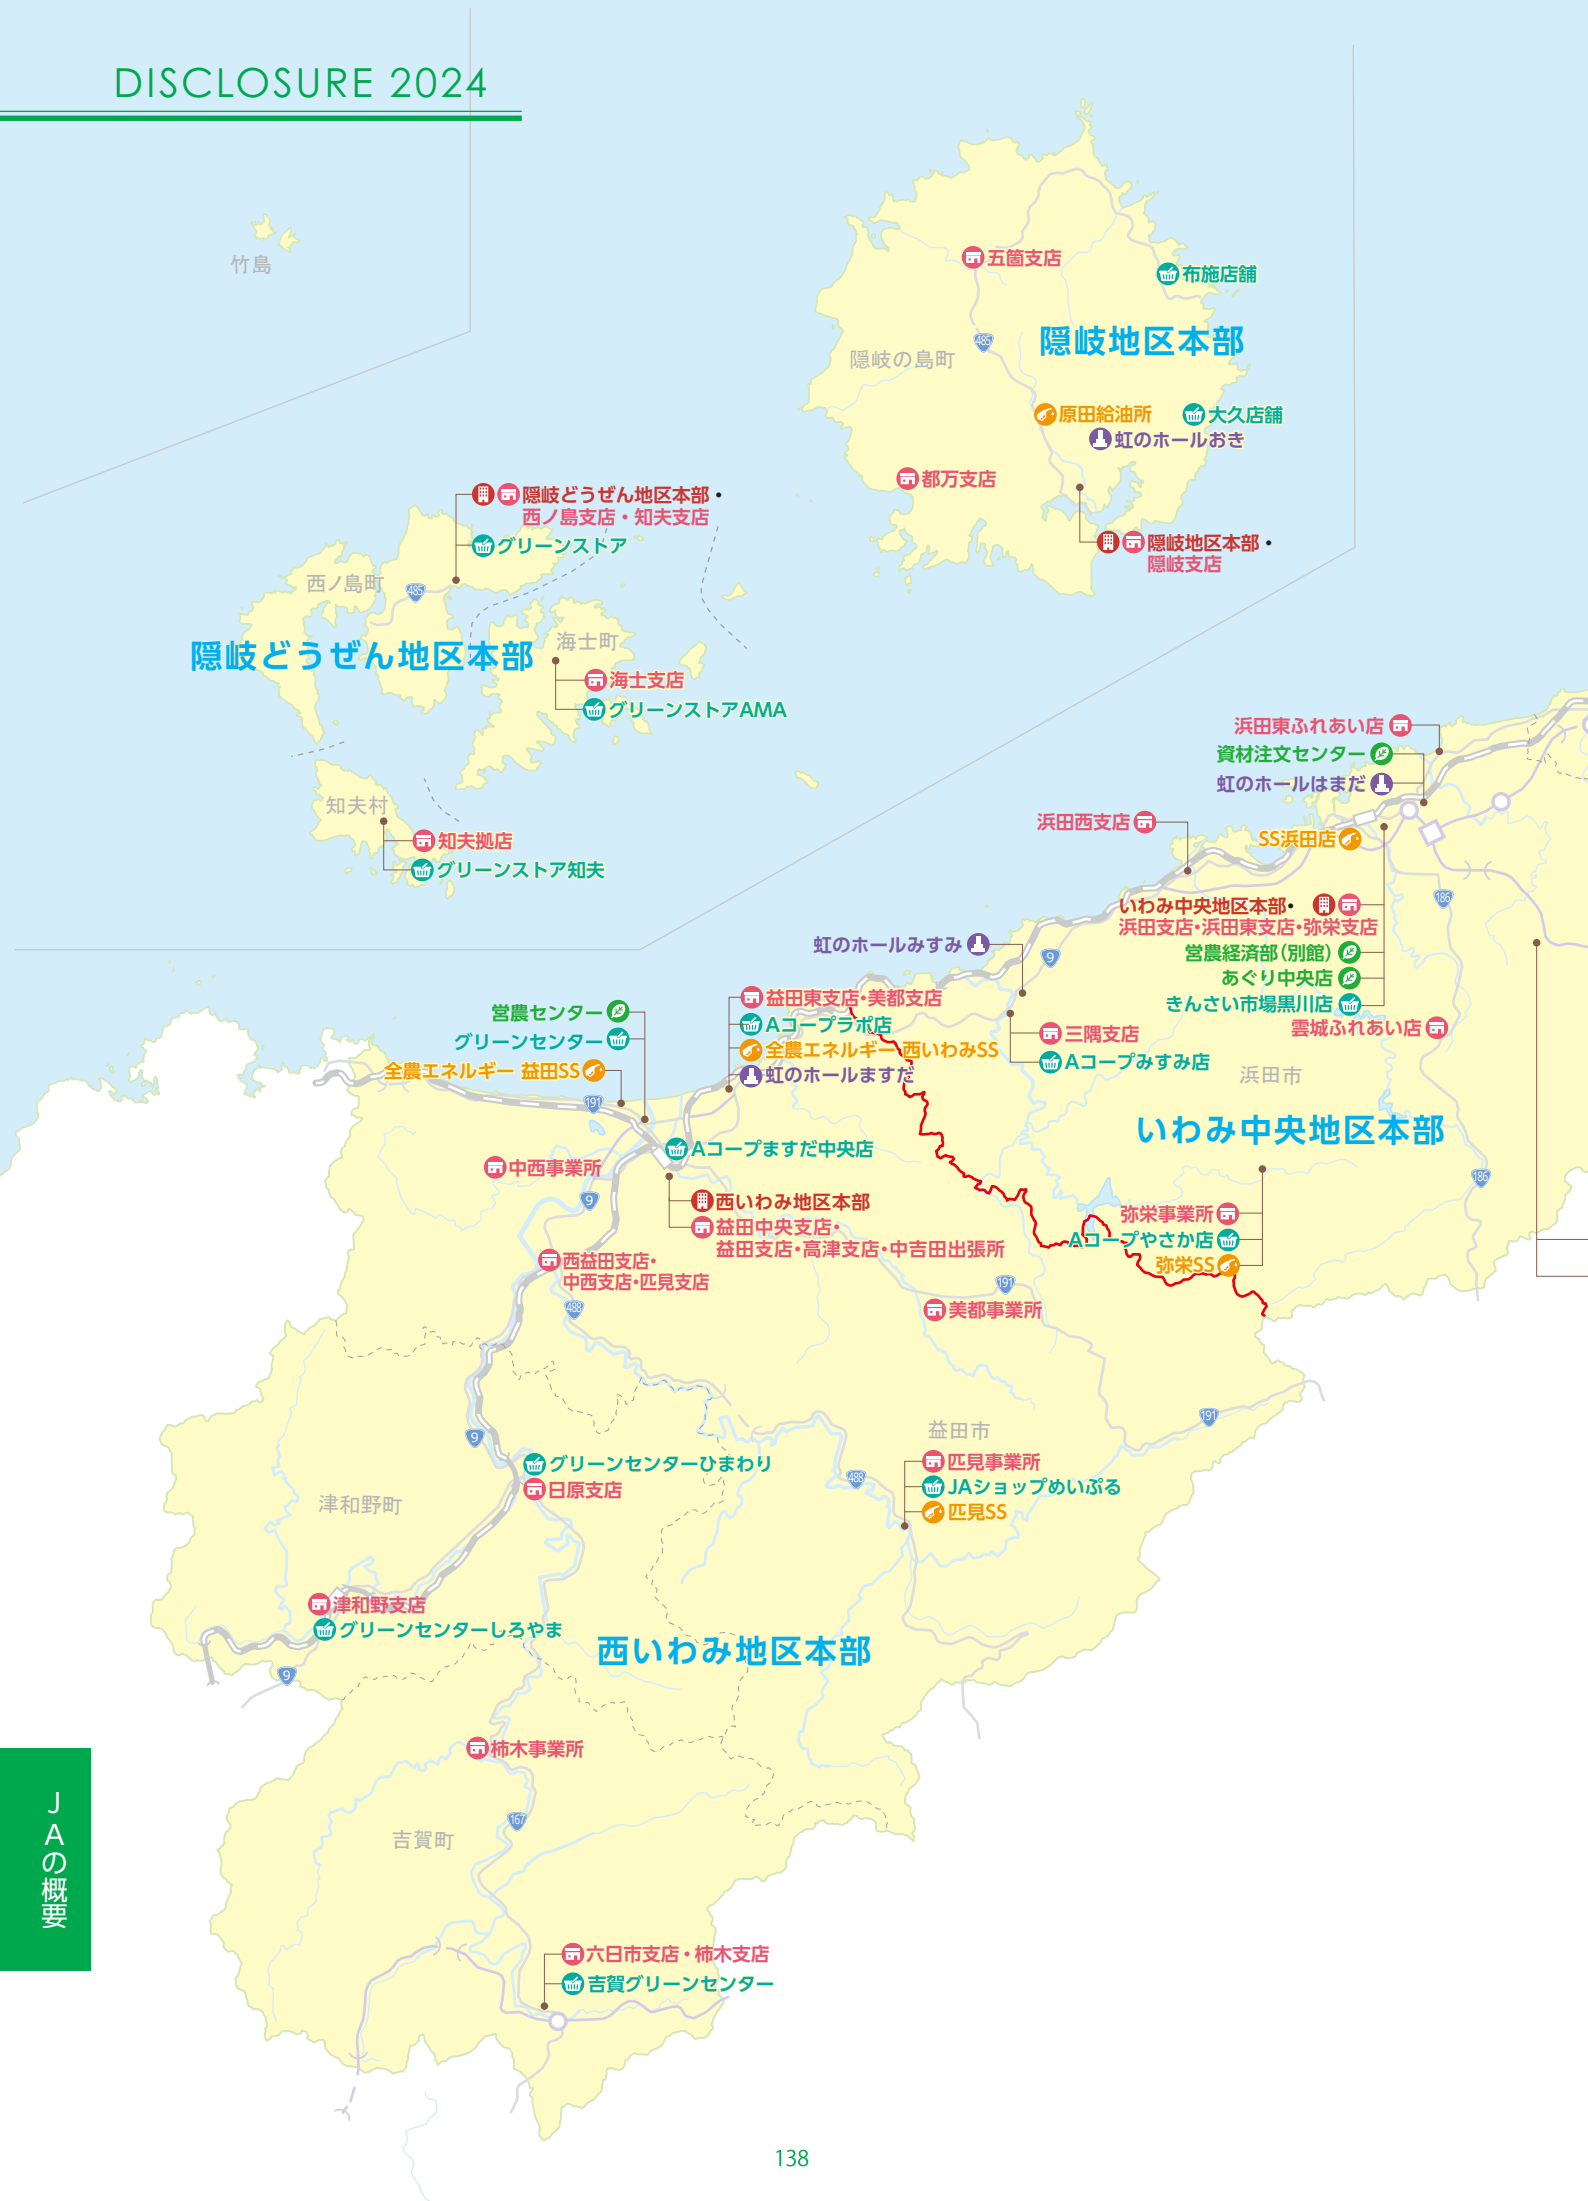 DISCLOSURE 2024
竹島
五箇支店
布施店舗
隠岐地区本部
485
隠岐の島町
原田給油所
大久店舗
虹のホールおき
都万支店
隠岐地区本部・
隠岐支店
隠岐どうぜん地区本部・
西ノ島支店・知夫支店
グリーンストア
西ノ島町
485
隠岐どうぜん地区本部
海士町
海士支店
グリーンストアAMA
知夫村
知夫拠店
グリーンストア知夫
浜田東ふれあい店
資材注文センター
虹のホールはまだ
浜田西支店
SS浜田店
186
いわみ中央地区本部・
浜田支店・浜田東支店・弥栄支店
営農経済部(別館)
あぐり中央店
きんさい市場黒川店
雲城ふれあい店
虹のホールみすみ
9
三隅支店
Aコープみすみ店
浜田市
いわみ中央地区本部
186
弥栄事業所
Aコープやさか店
弥栄SS
益田東支店・美都支店
Aコープラポ店
全農エネルギー 西いわみSS
虹のホールますだ
営農センター
グリーンセンター
全農エネルギー 益田SS
191
Aコープますだ中央店
中西事業所
9
西いわみ地区本部
益田中央支店・
益田支店・高津支店・中吉田出張所
西益田支店・
中西支店・匹見支店
488
191
美都事業所
191
益田市
9
グリーンセンターひまわり
日原支店
488
匹見事業所
JAショップめいぷる
匹見SS
津和野町
津和野支店
グリーンセンターしろやま
9
西いわみ地区本部
柿木事業所
167
吉賀町
六日市支店・柿木支店
吉賀グリーンセンター
JAの概要
138